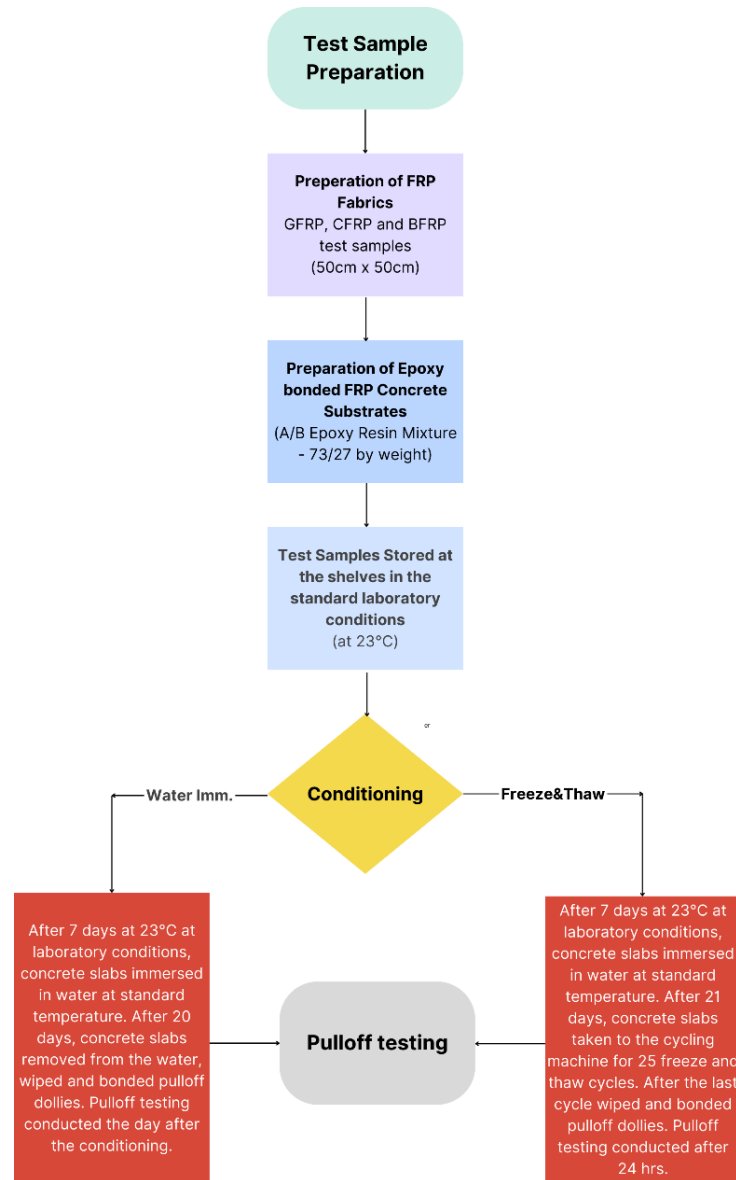 Test Sample
Preparation
Preperation of FRP
Fabrics
GFRP, CFRP and BFRP
test samples
(50cm x 50cm)
Preparation of Epoxy
bonded FRP Concrete
Substrates
(A/B Epoxy Resin Mixture
- 73/27 by weight)
Test Samples Stored at
the shelves in the
standard laboratory
conditions
(at 23°C)
or
Water Imm.
Conditioning
Freeze&Thaw
After 7 days at 23°C at
laboratory conditions,
concrete slabs immersed
in water at standard
temperature. After 20
days, concrete slabs
removed from the water,
wiped and bonded pulloff
dollies. Pulloff testing
conducted the day after
the conditioning.
Pulloff testing
After 7 days at 23°C at
laboratory conditions,
concrete slabs immersed
in water at standard
temperature. After 21
days, concrete slabs
taken to the cycling
machine for 25 freeze and
thaw cycles. After the last
cycle wiped and bonded
pulloff dollies. Pulloff
testing conducted after
24 hrs.